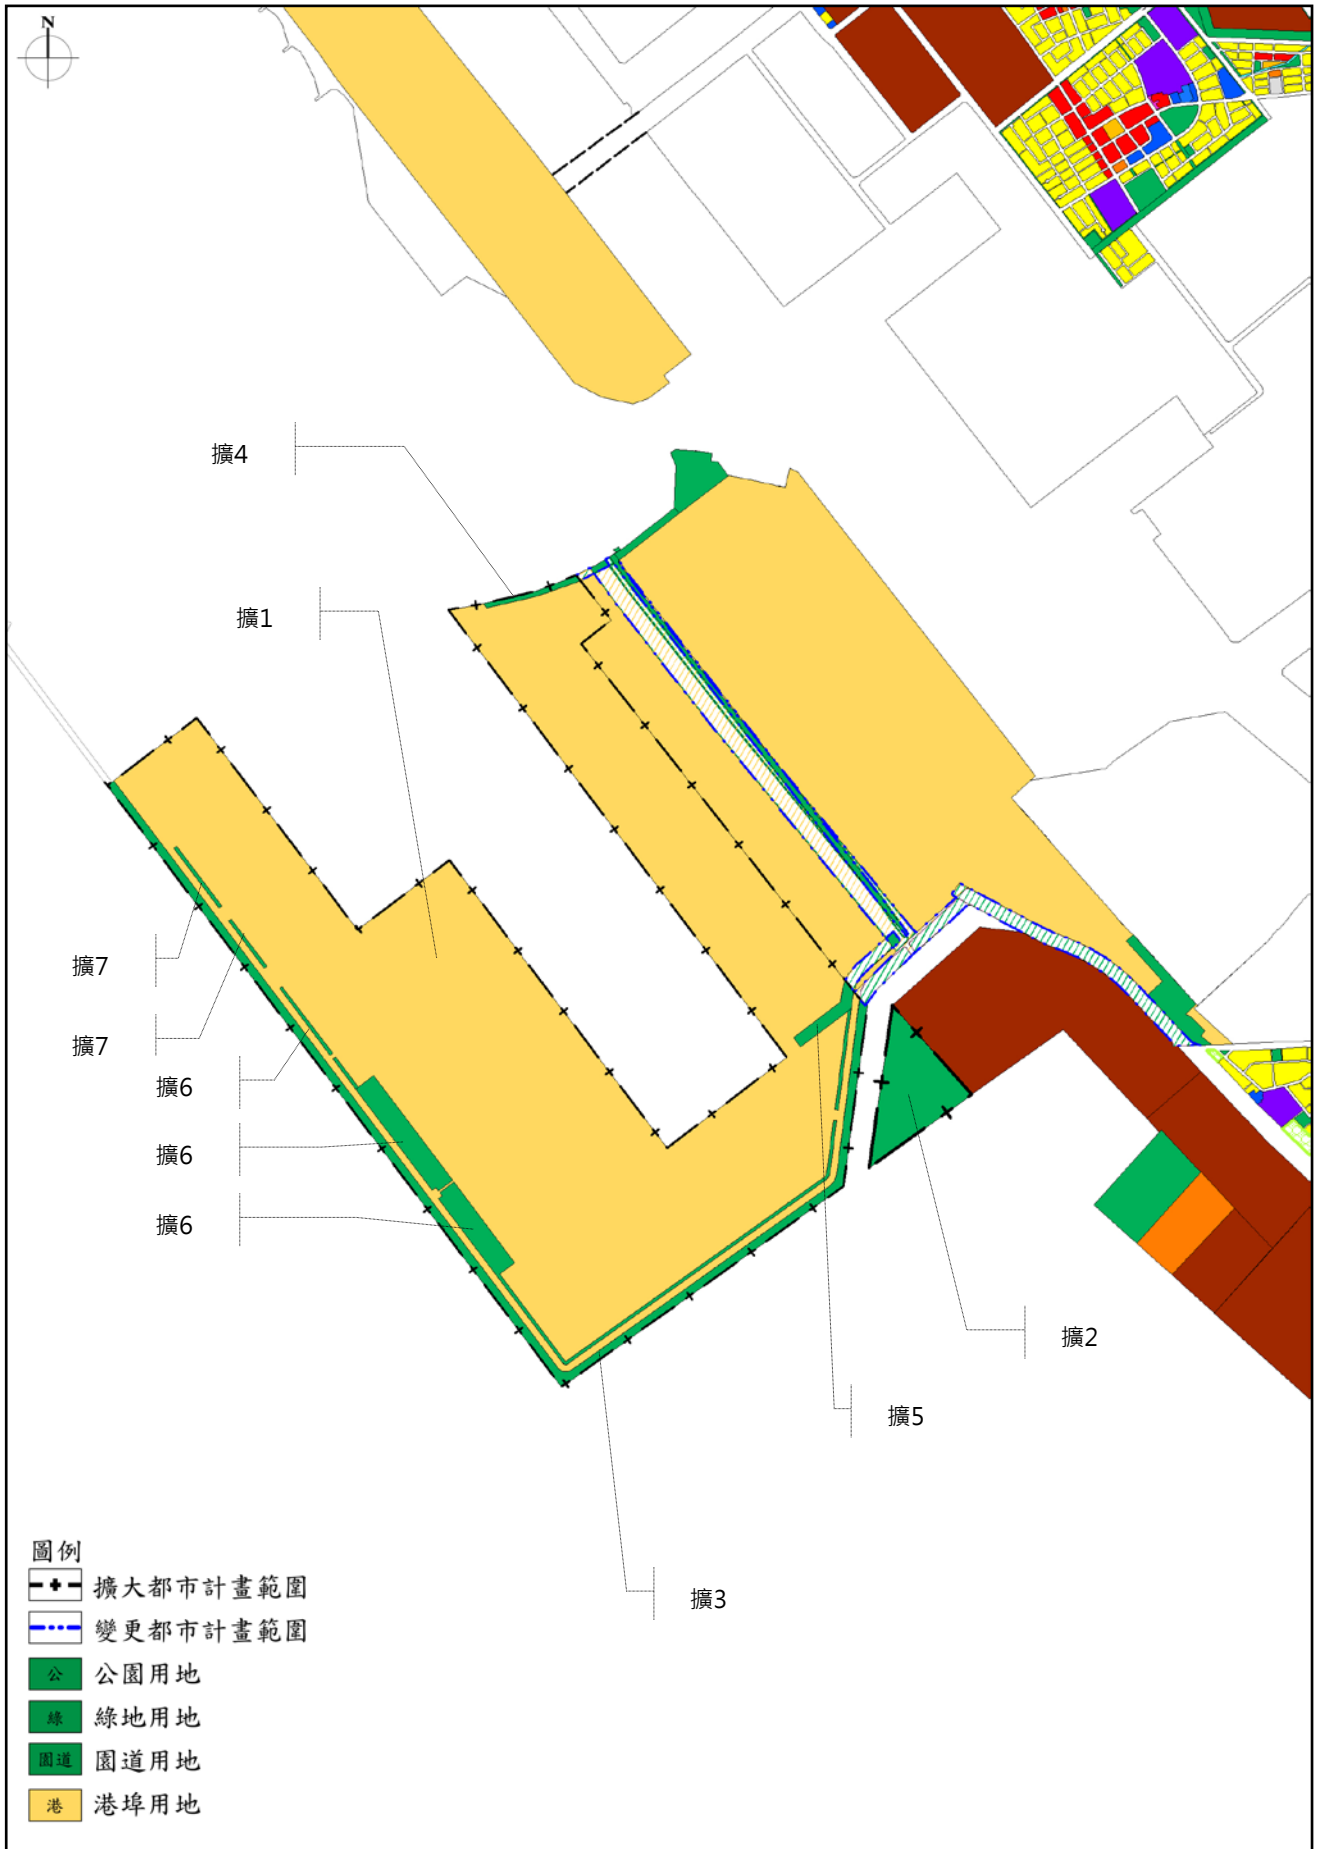 N
擴4
擴1
擴7
擴7
擴6
擴6
擴6
擴2
擴5
擴3
圖例
擴大都市計畫範圍
變更都市計畫範圍
公 公園用地
綠 綠地用地
園道 園道用地
港 港埠用地